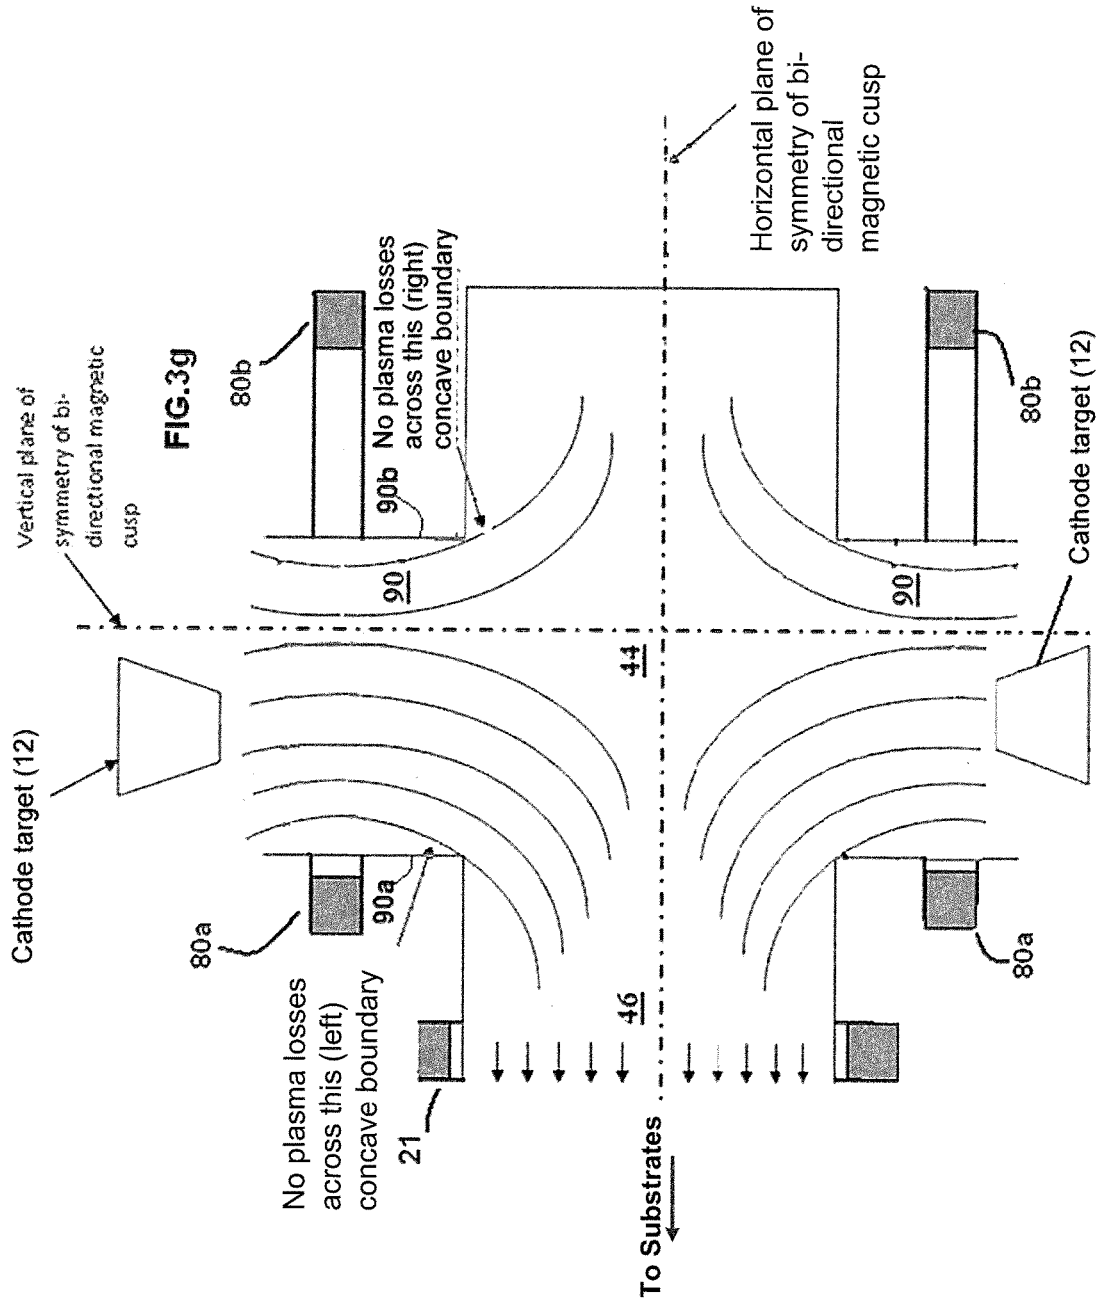 Vertical plane of
symmetry of bi-
directional magnetic
cusp
FIG.3g
Cathode target (12)
80a
80b
No plasma losses
across this (right)
concave boundary
90b
90
90a
No plasma losses
across this (left)
concave boundary
21
44
46
To Substrates
Horizontal plane of
symmetry of bi-
directional
magnetic cusp
90
80a
80b
Cathode target (12)